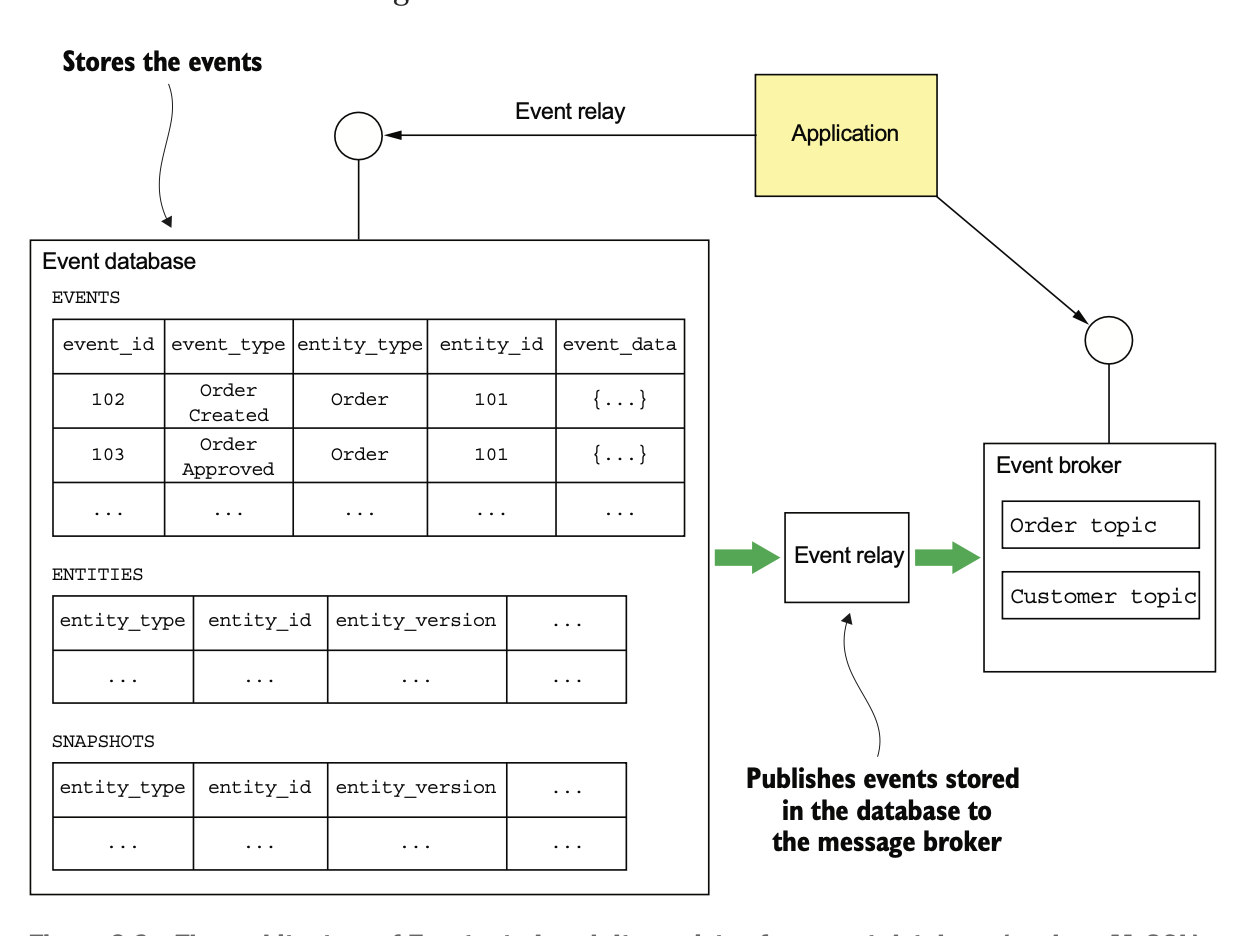 Stores the events
Event relay
Application
Event database
EVENTS
event_id event_type entity_type entity_id event_data
102 Order Created Order 101 {...}
103 Order Approved Order 101 {...}
... ... ... ... ...
ENTITIES
entity_type entity_id entity_version ...
... ... ... ...
SNAPSHOTS
entity_type entity_id entity_version ...
... ... ... ...
Event relay
Event broker
Order topic
Customer topic
Publishes events stored
in the database to
the message broker